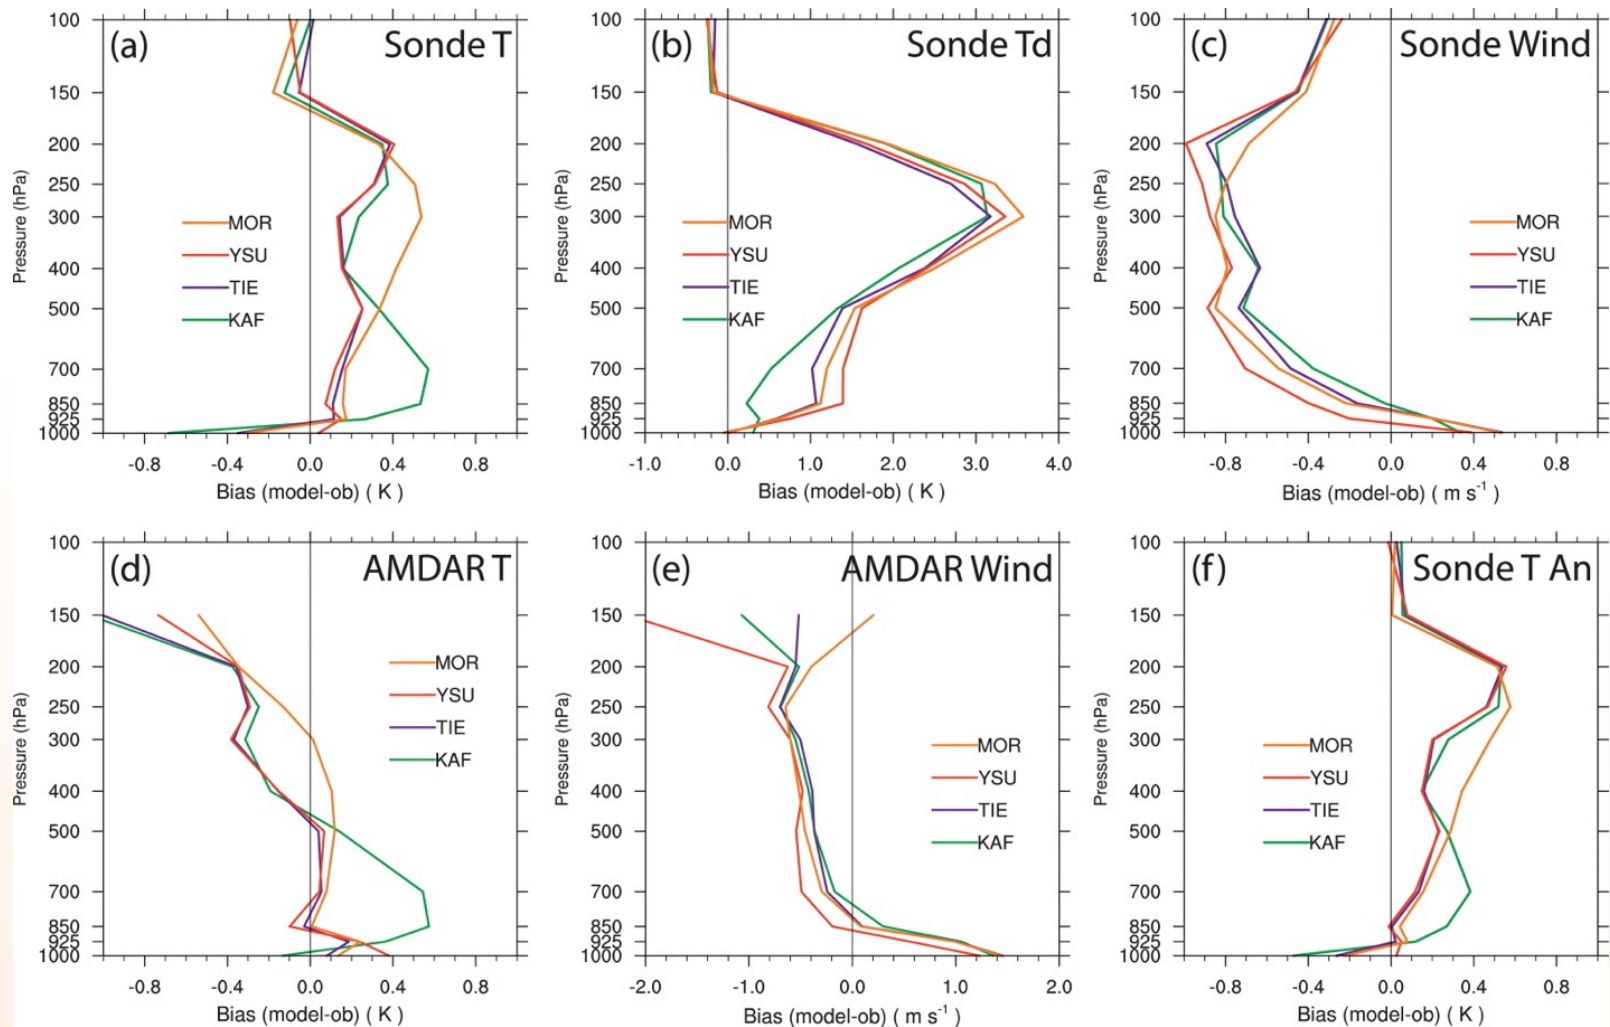 (a) Sonde T
100
150
200
250
300
400
500
700
850
925
1000
Pressure (hPa)
MOR
YSU
TIE
KAF
-0.8 -0.4 0.0 0.4 0.8
Bias (model-ob) ( K )
(b) Sonde Td
100
150
200
250
300
400
500
700
850
925
1000
Pressure (hPa)
MOR
YSU
TIE
KAF
-1.0 0.0 1.0 2.0 3.0 4.0
Bias (model-ob) ( K )
(c) Sonde Wind
100
150
200
250
300
400
500
700
850
925
1000
Pressure (hPa)
MOR
YSU
TIE
KAF
-0.8 -0.4 0.0 0.4 0.8
Bias (model-ob) ( m s⁻¹ )
(d) AMDAR T
100
150
200
250
300
400
500
700
850
925
1000
Pressure (hPa)
MOR
YSU
TIE
KAF
-0.8 -0.4 0.0 0.4 0.8
Bias (model-ob) ( K )
(e) AMDAR Wind
100
150
200
250
300
400
500
700
850
925
1000
Pressure (hPa)
MOR
YSU
TIE
KAF
-2.0 -1.0 0.0 1.0 2.0
Bias (model-ob) ( m s⁻¹ )
(f) Sonde T An
100
150
200
250
300
400
500
700
850
925
1000
Pressure (hPa)
MOR
YSU
TIE
KAF
-0.8 -0.4 0.0 0.4 0.8
Bias (model-ob) ( K )